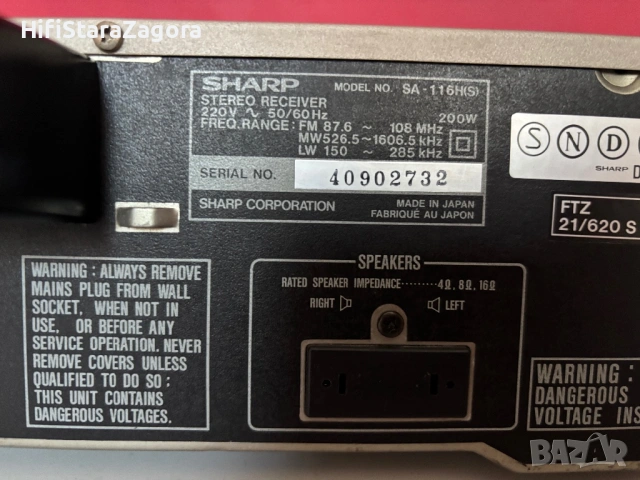 HifiStaraZagora
SHARP MODEL NO. SA-116H(S)
STEREO RECEIVER
220V ~ 50/60Hz 200W
FREQ. RANGE: FM 87.6 ~ 108 MHz
MW 526.5~1606.5 kHz
LW 150 ~ 285 kHz
SERIAL NO. 40902732
SHARP CORPORATION MADE IN JAPAN
FABRIQUÉ AU JAPON
S N D
SHARP
FTZ
21/620 S
WARNING : ALWAYS REMOVE
MAINS PLUG FROM WALL
SOCKET, WHEN NOT IN
USE, OR BEFORE ANY
SERVICE OPERATION. NEVER
REMOVE COVERS UNLESS
QUALIFIED TO DO SO :
THIS UNIT CONTAINS
DANGEROUS VOLTAGES.
SPEAKERS
RATED SPEAKER IMPEDANCE·········4Ω, 8Ω, 16Ω
RIGHT LEFT
WARNING :
DANGEROUS
VOLTAGE INS
BAZAR